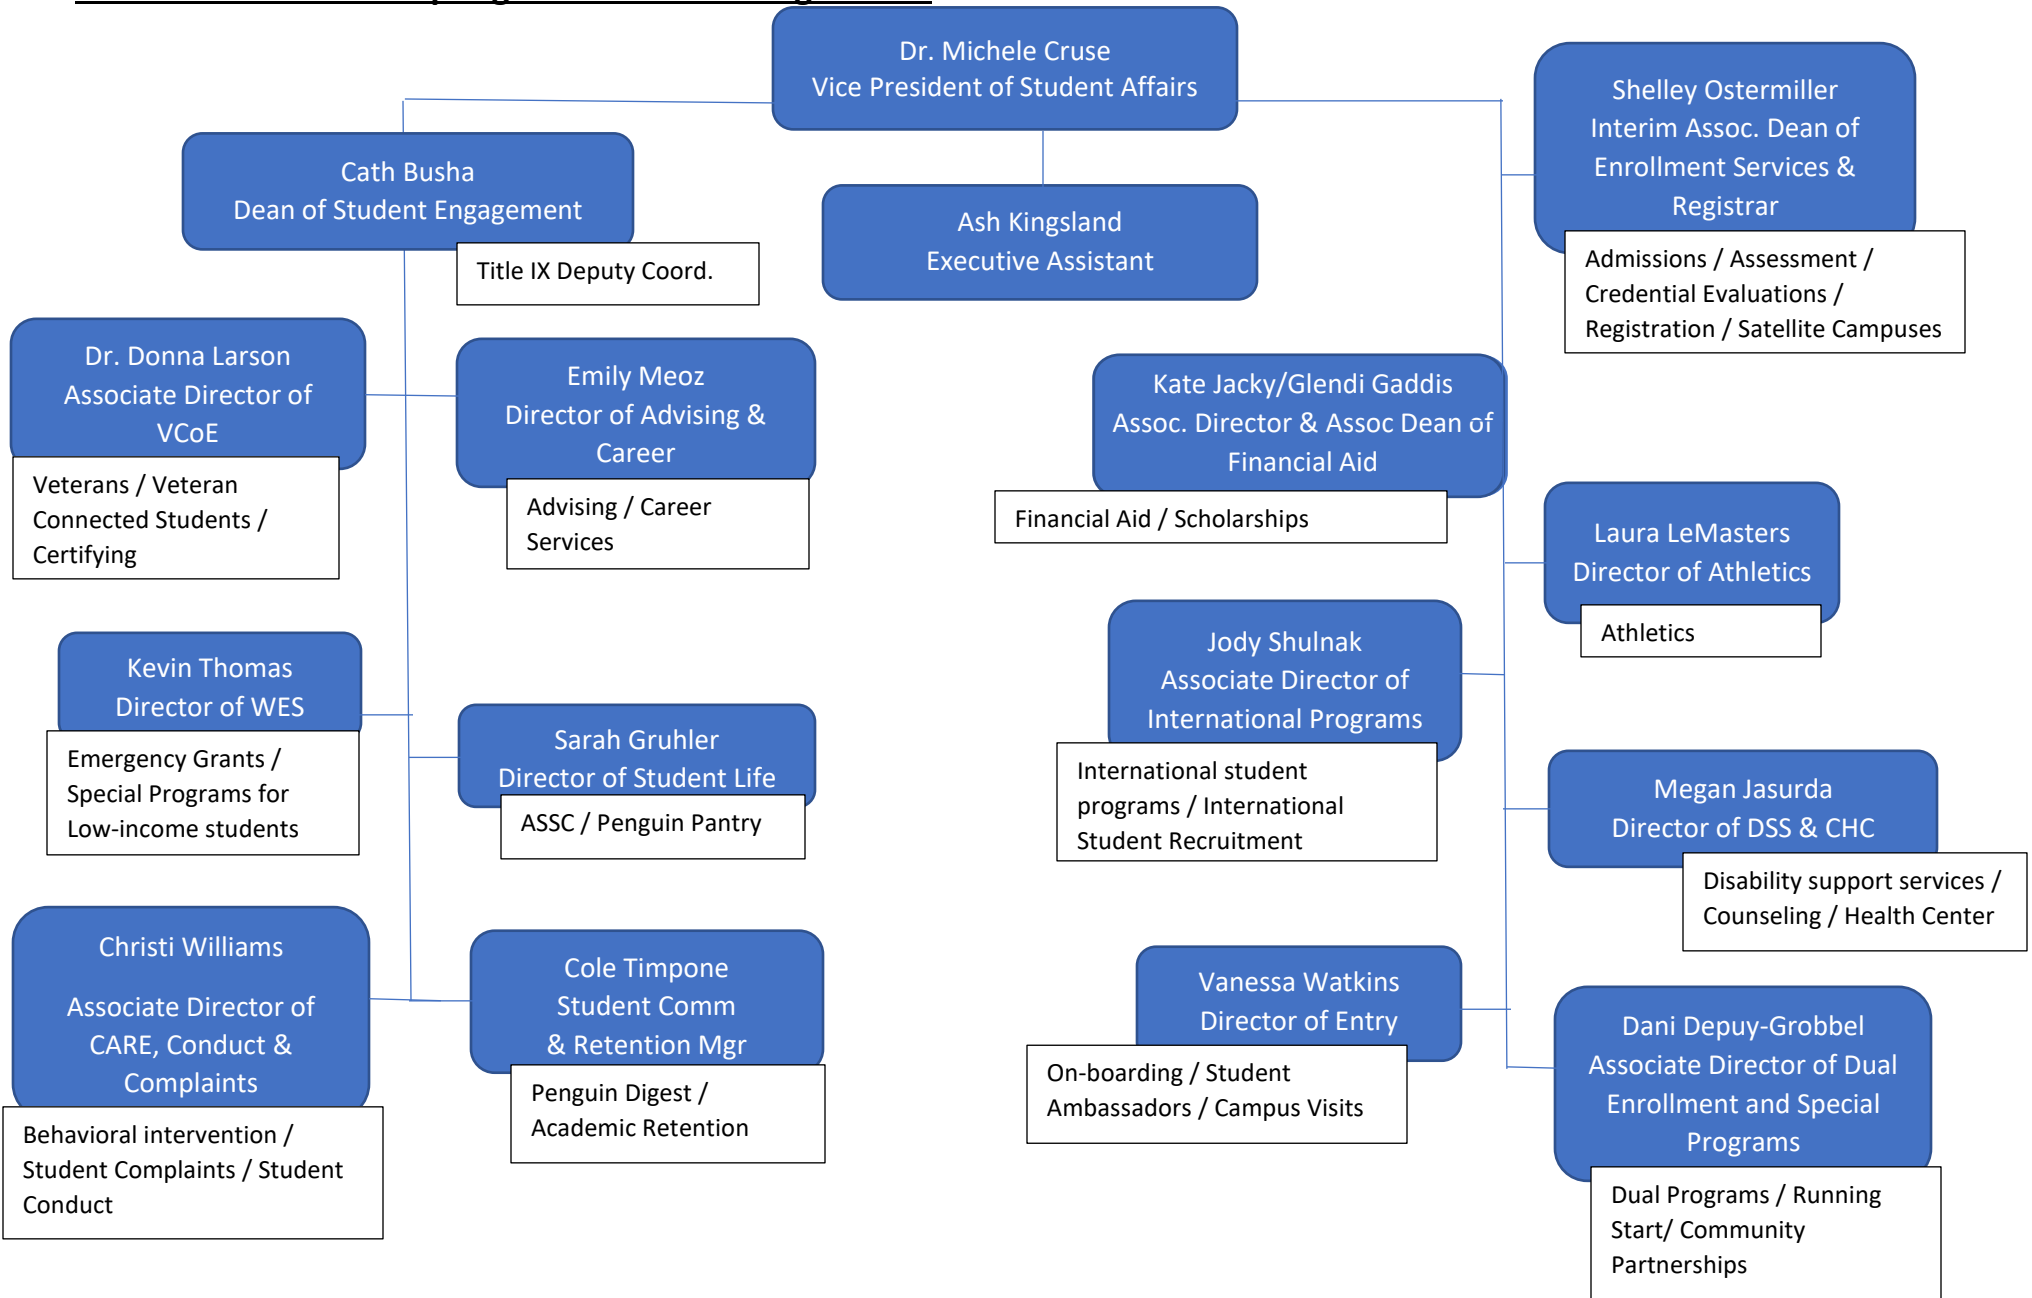 Dr. Michele Cruse
Vice President of Student Affairs
Shelley Ostermiller
Interim Assoc. Dean of
Enrollment Services &
Registrar
Admissions / Assessment /
Credential Evaluations /
Registration / Satellite Campuses
Cath Busha
Dean of Student Engagement
Title IX Deputy Coord.
Ash Kingsland
Executive Assistant
Dr. Donna Larson
Associate Director of
VCoE
Veterans / Veteran
Connected Students /
Certifying
Emily Meoz
Director of Advising &
Career
Advising / Career
Services
Kate Jacky/Glendi Gaddis
Assoc. Director & Assoc Dean of
Financial Aid
Financial Aid / Scholarships
Laura LeMasters
Director of Athletics
Athletics
Kevin Thomas
Director of WES
Emergency Grants /
Special Programs for
Low-income students
Sarah Gruhler
Director of Student Life
ASSC / Penguin Pantry
Jody Shulnak
Associate Director of
International Programs
International student
programs / International
Student Recruitment
Megan Jasurda
Director of DSS & CHC
Disability support services /
Counseling / Health Center
Christi Williams
Associate Director of
CARE, Conduct &
Complaints
Behavioral intervention /
Student Complaints / Student
Conduct
Cole Timpone
Student Comm
& Retention Mgr
Penguin Digest /
Academic Retention
Vanessa Watkins
Director of Entry
On-boarding / Student
Ambassadors / Campus Visits
Dani Depuy-Grobbel
Associate Director of Dual
Enrollment and Special
Programs
Dual Programs / Running
Start/ Community
Partnerships